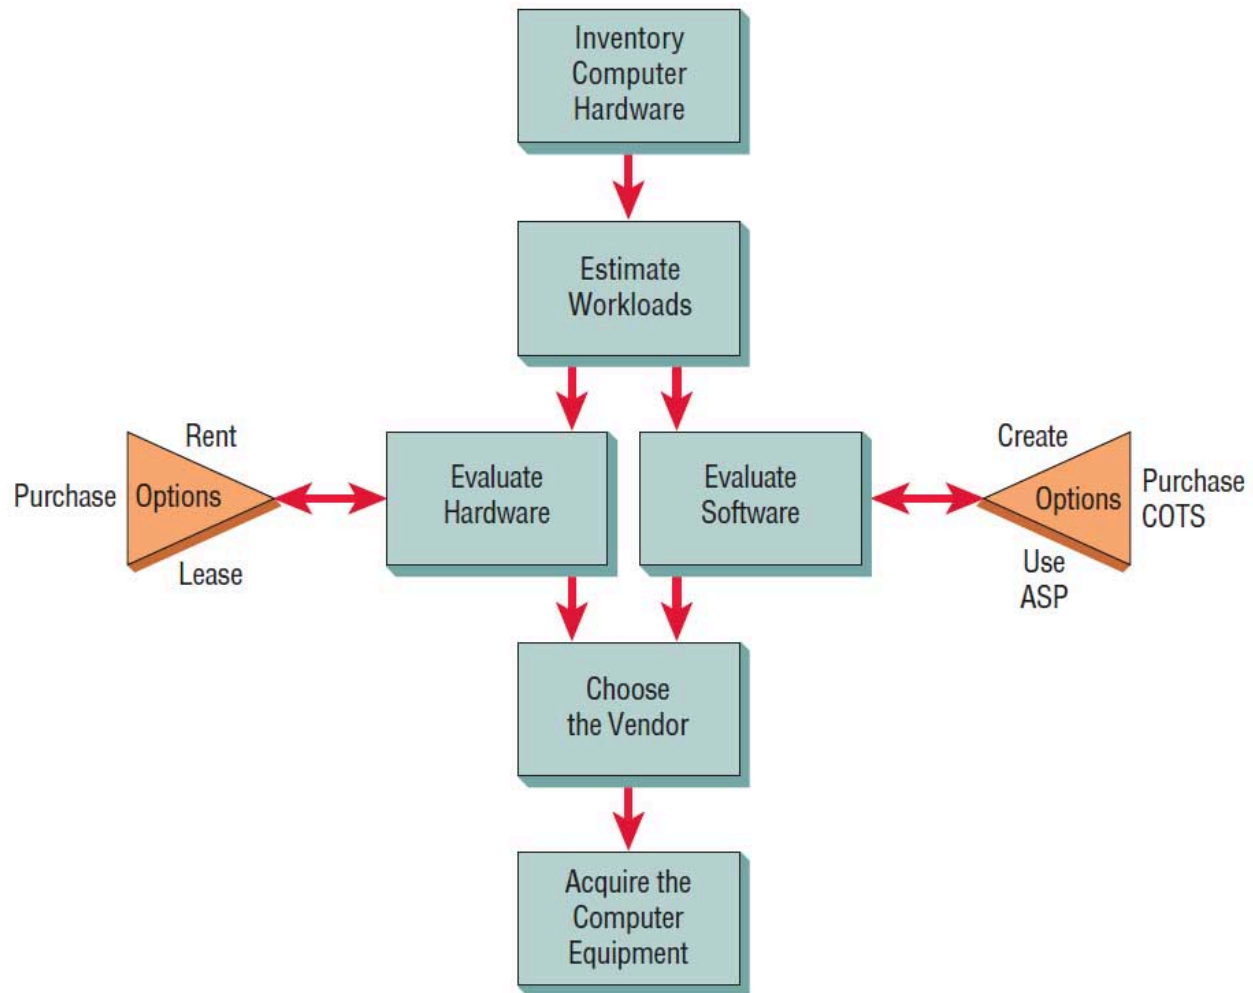 Inventory
Computer
Hardware
Estimate
Workloads
Rent
Purchase
Options
Lease
Evaluate
Hardware
Evaluate
Software
Create
Options
Purchase
COTS
Use
ASP
Choose
the Vendor
Acquire the
Computer
Equipment